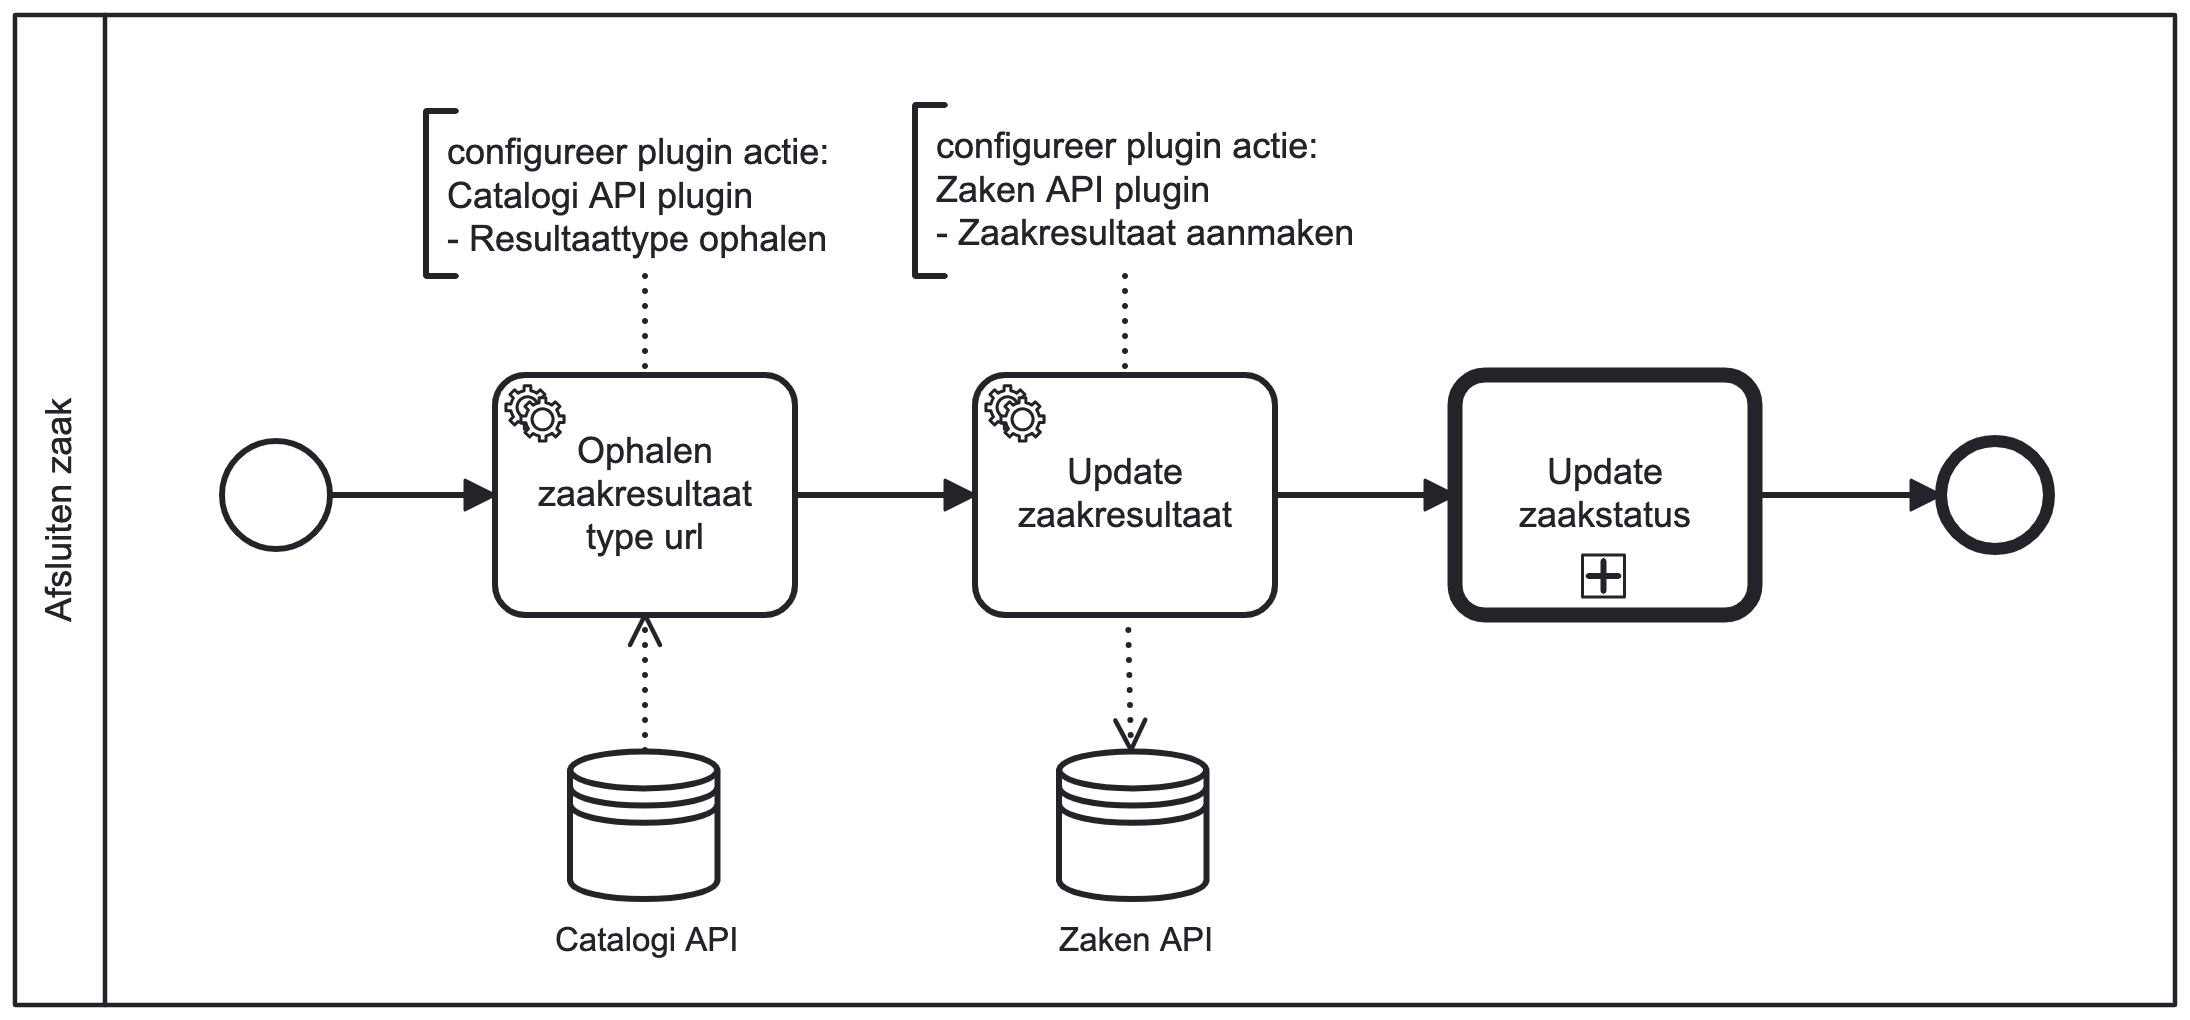 Afsluiten zaak
configureer plugin actie:
Catalogi API plugin
- Resultaattype ophalen
configureer plugin actie:
Zaken API plugin
- Zaakresultaat aanmaken
Ophalen
zaakresultaat
type url
Update
zaakresultaat
Update
zaakstatus
Catalogi API
Zaken API